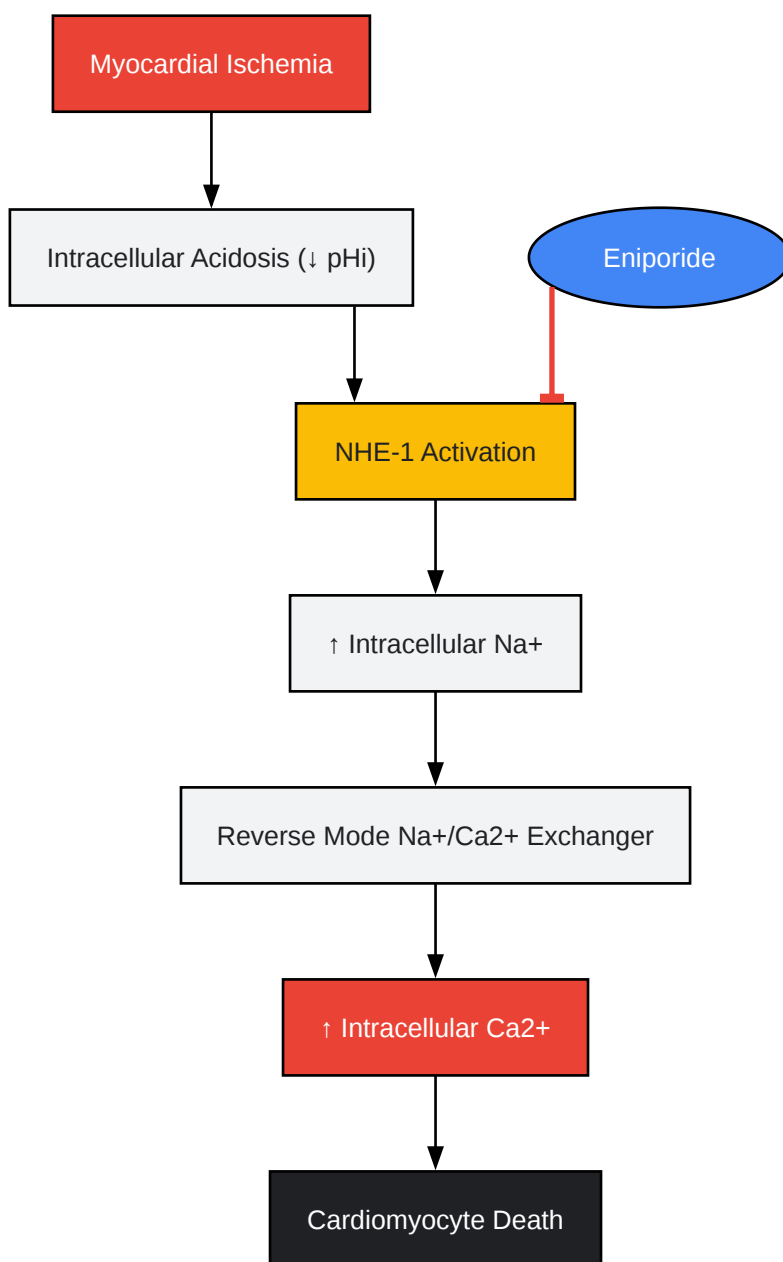 Myocardial Ischemia
Intracellular Acidosis (↓ pHi)
Eniporide
NHE-1 Activation
↑ Intracellular Na+
Reverse Mode Na+/Ca2+ Exchanger
↑ Intracellular Ca2+
Cardiomyocyte Death